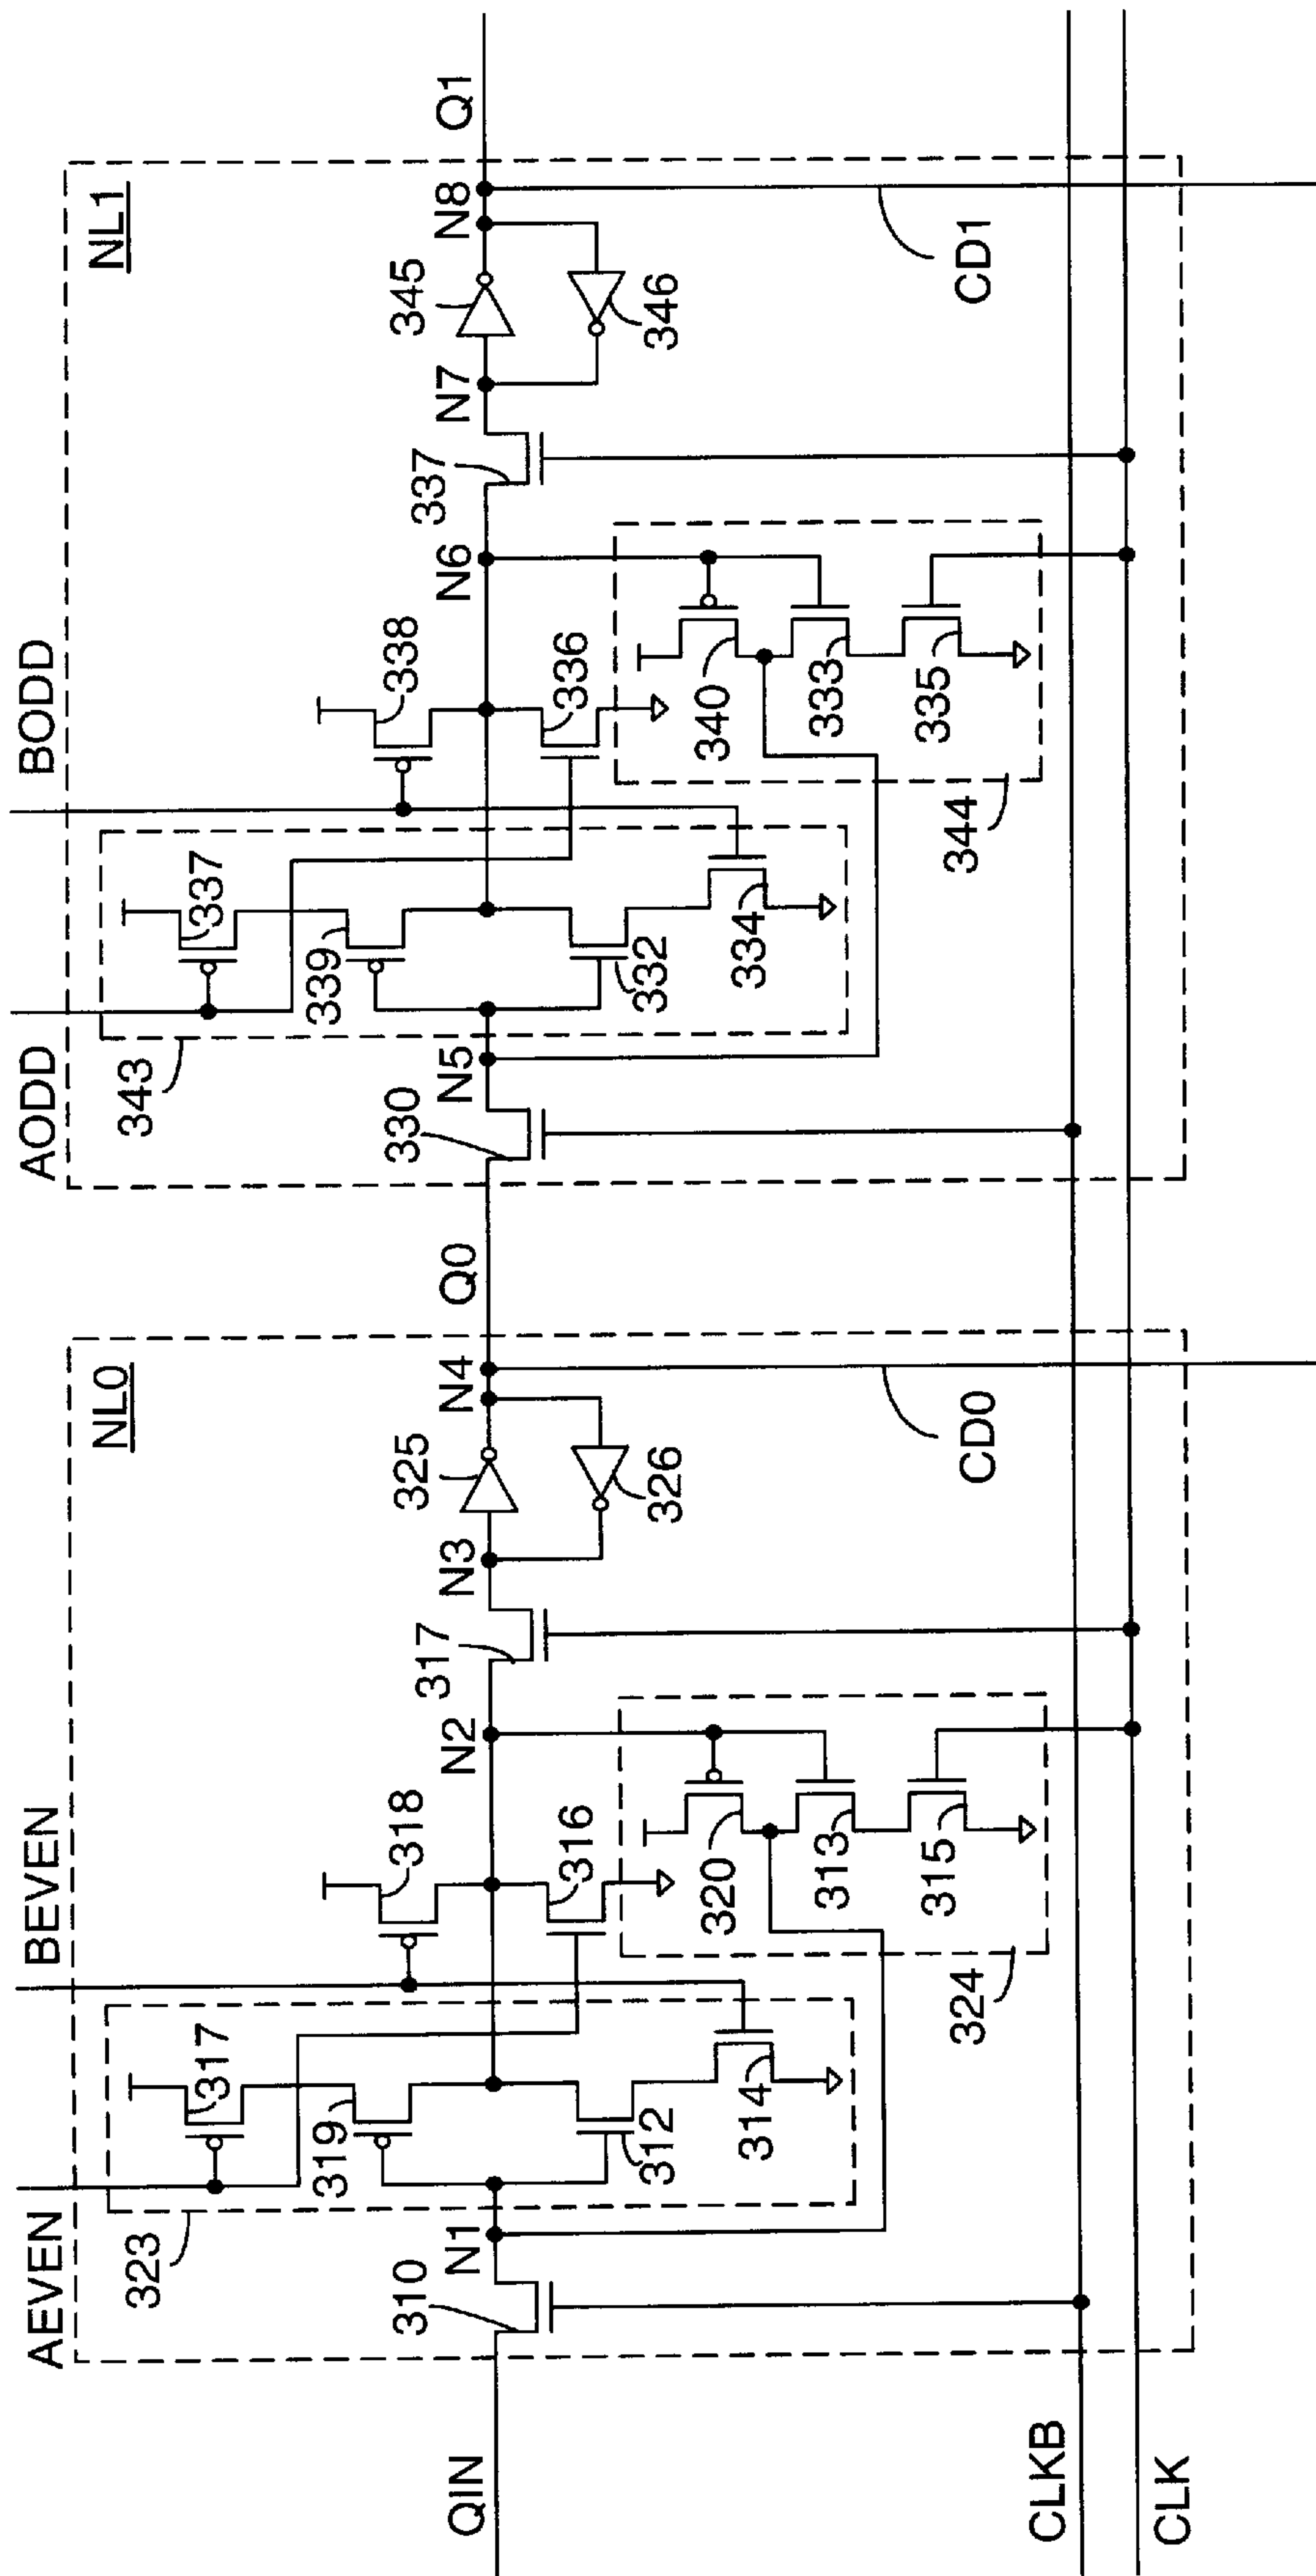 AEVEN
BEVEN
AODD
BODD
NL0
NL1
323
317
319
312
314
318
316
310
N1
N2
317
N3
325
326
N4
Q0
320
313
315
324
CD0
343
337
339
332
334
338
336
330
N5
N6
337
N7
345
346
N8
Q1
340
333
335
344
CD1
QIN
CLKB
CLK